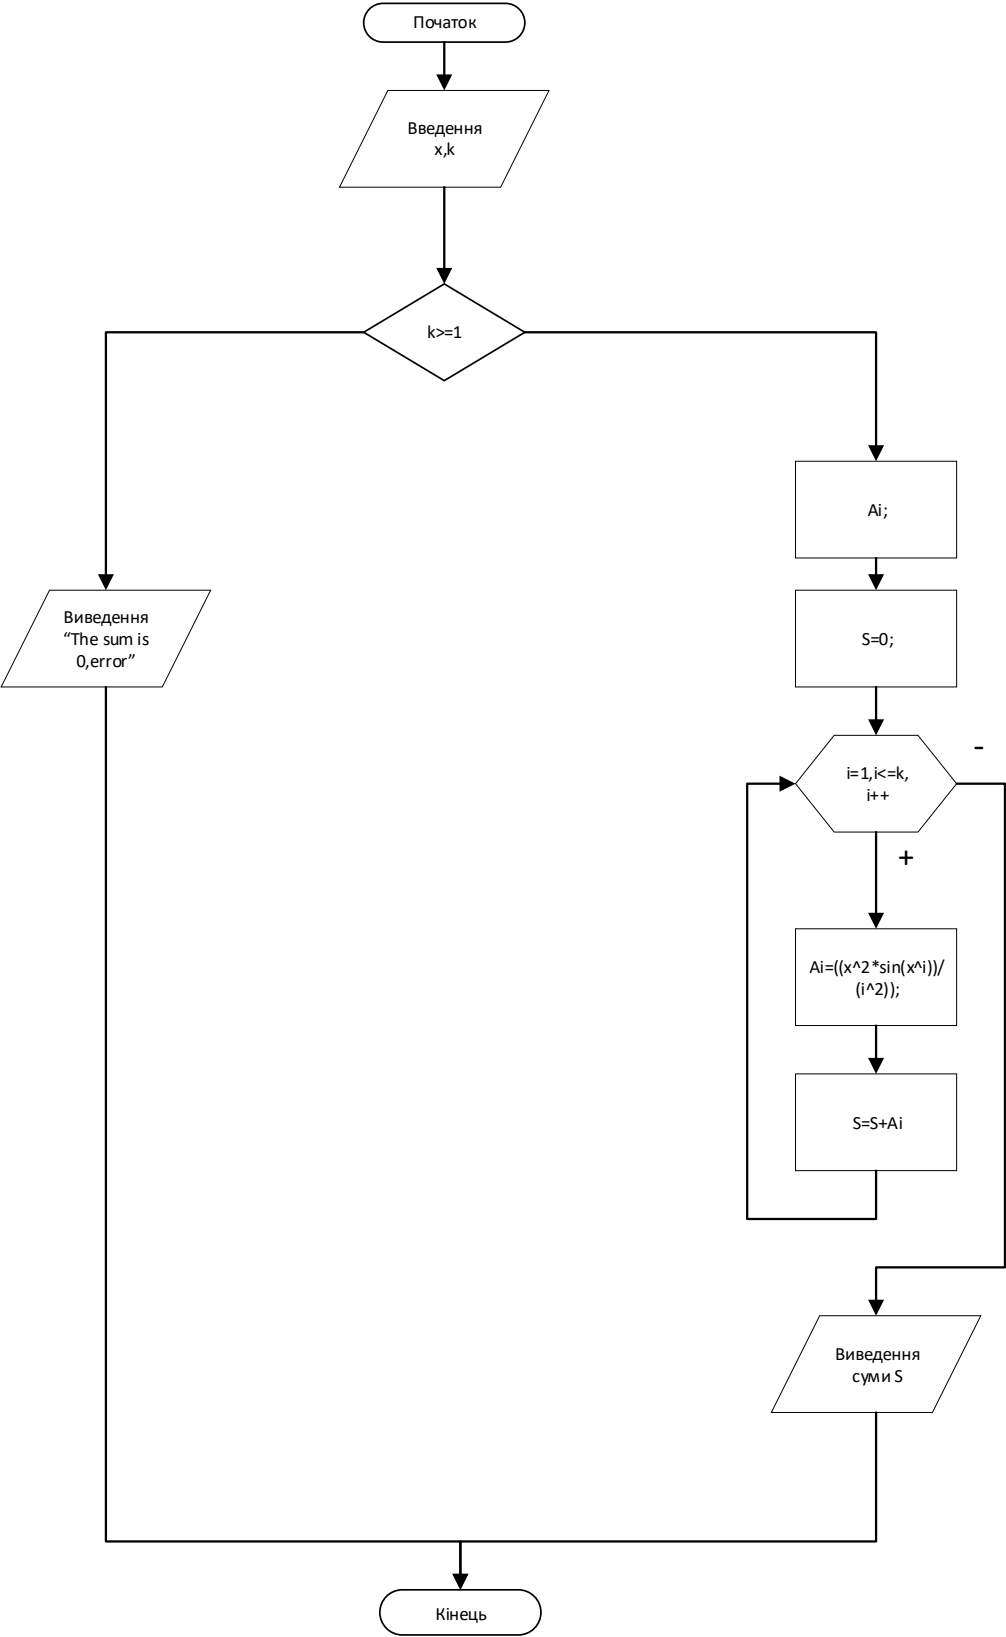 Початок
Введення
x,k
k>=1
Ai;
Виведення
“The sum is
0,error”
S=0;
-
i=1,i<=k,
i++
+
Ai=((x^2*sin(x^i))/
(i^2));
S=S+Ai
Виведення
суми S
Кінець